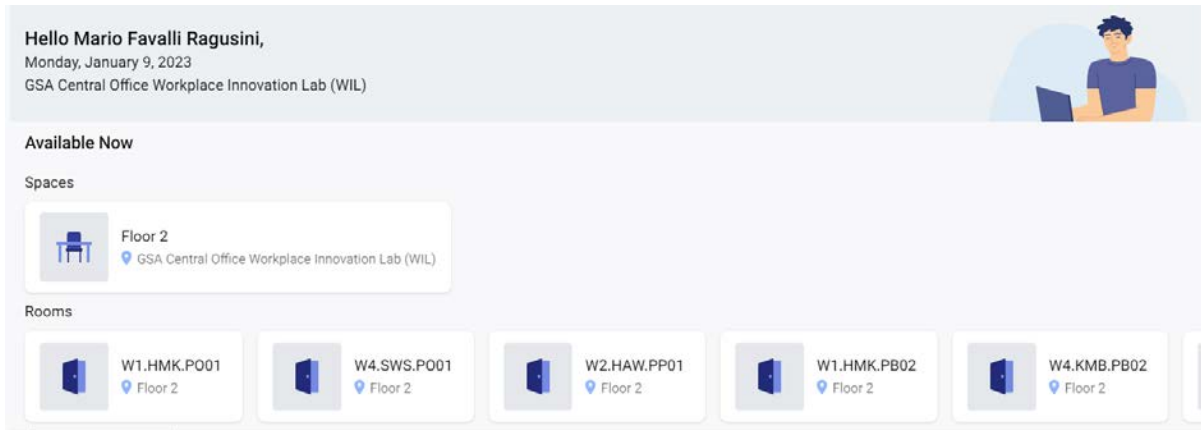 Hello Mario Favalli Ragusini,
Monday, January 9, 2023
GSA Central Office Workplace Innovation Lab (WIL)
Available Now
Spaces
Floor 2
GSA Central Office Workplace Innovation Lab (WIL)
Rooms
W1.HMK.PO01
Floor 2
W4.SWS.PO01
Floor 2
W2.HAW.PP01
Floor 2
W1.HMK.PB02
Floor 2
W4.KMB.PB02
Floor 2